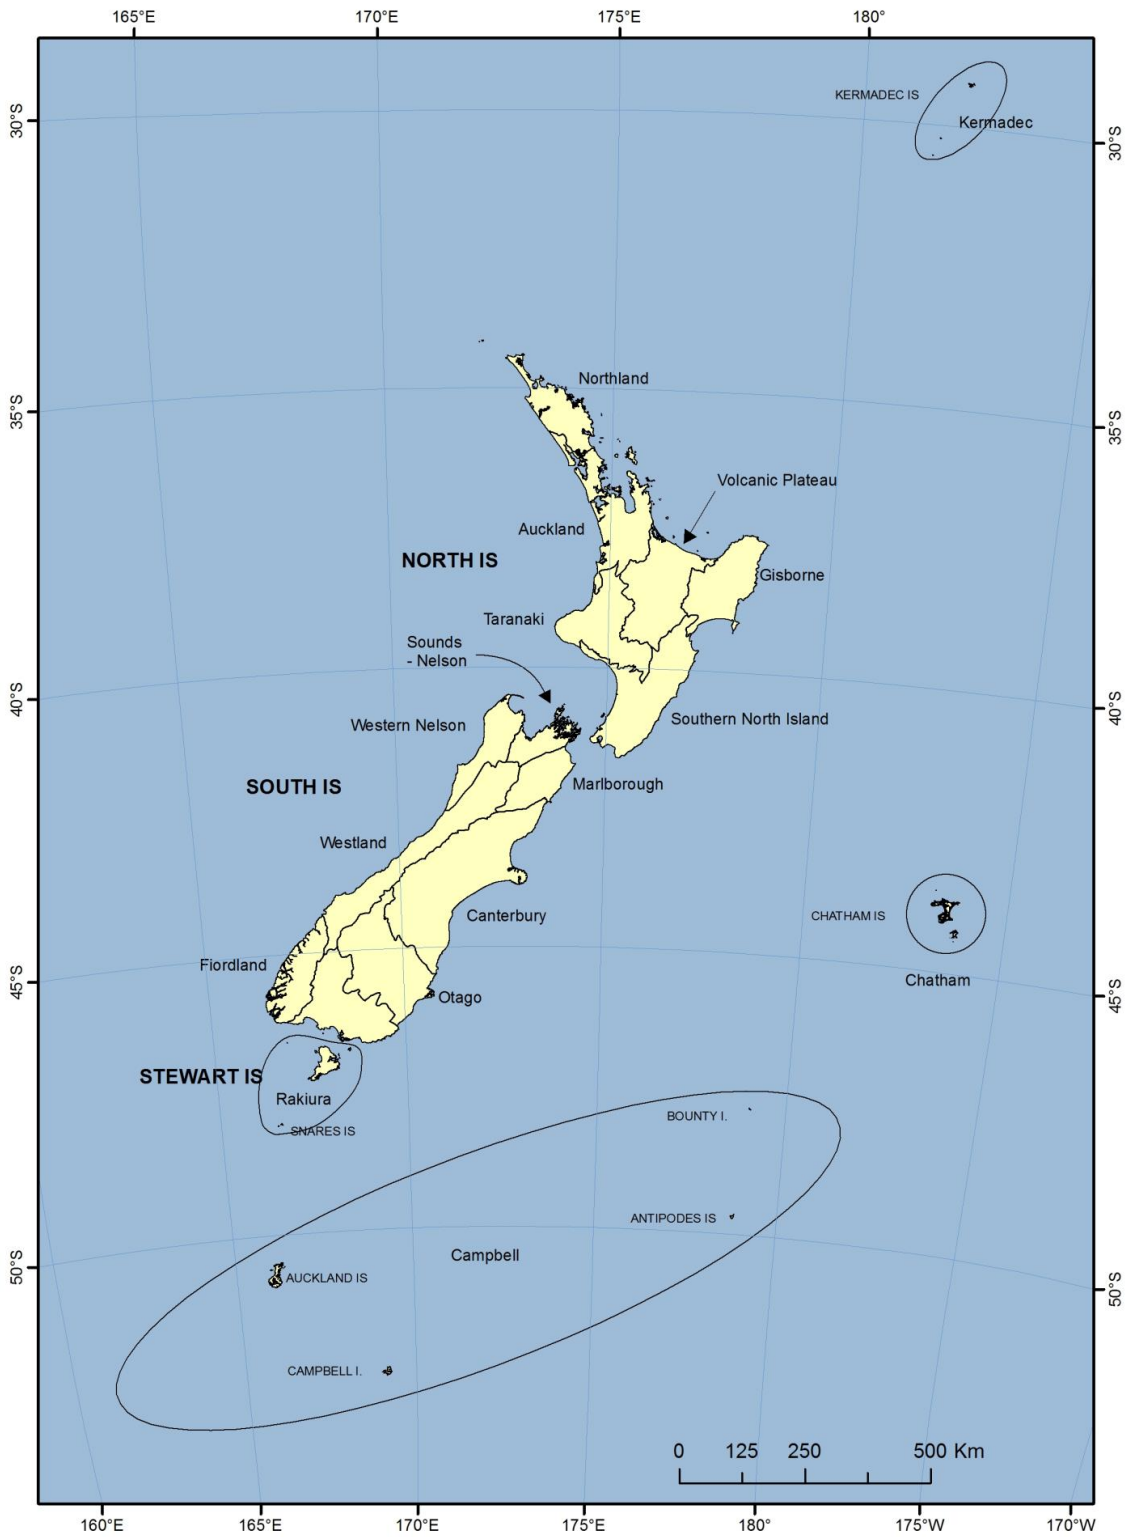 165°E 170°E 175°E 180°
KERMADEC IS
Kermadec
30°S
30°S
Northland
35°S
35°S
Volcanic Plateau
Auckland
NORTH IS
Gisborne
Taranaki
Sounds
- Nelson
40°S
40°S
Western Nelson
Southern North Island
SOUTH IS
Marlborough
Westland
Canterbury
CHATHAM IS
Fiordland
Chatham
45°S
45°S
Otago
STEWART IS
Rakiura
SNARES IS
BOUNTY I.
ANTIPODES IS
Campbell
50°S
50°S
AUCKLAND IS
CAMPBELL I.
0 125 250 500 Km
160°E 165°E 170°E 175°E 180° 175°W 170°W